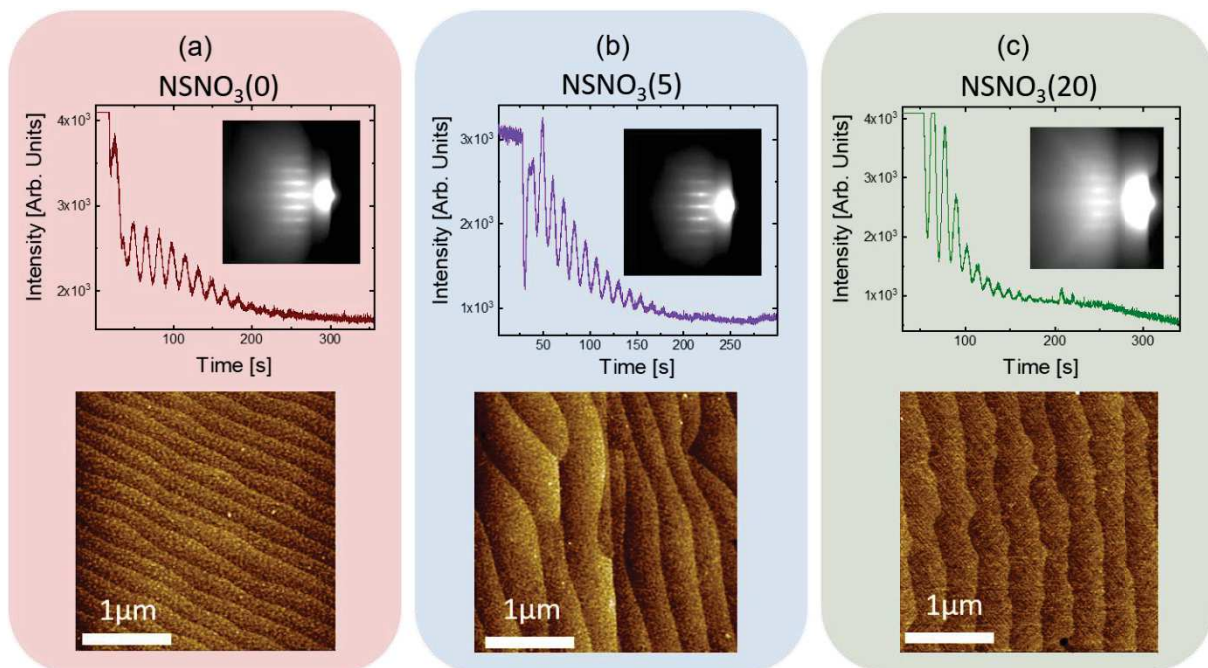 (a)
NSNO₃(0)
Intensity [Arb. Units]
4x10³
3x10³
2x10³
100
200
300
Time [s]
1μm
(b)
NSNO₃(5)
Intensity [Arb. Units]
3x10³
2x10³
1x10³
50
100
150
200
250
Time [s]
1μm
(c)
NSNO₃(20)
Intensity [Arb. Units]
4x10³
3x10³
2x10³
1x10³
100
200
300
Time [s]
1μm